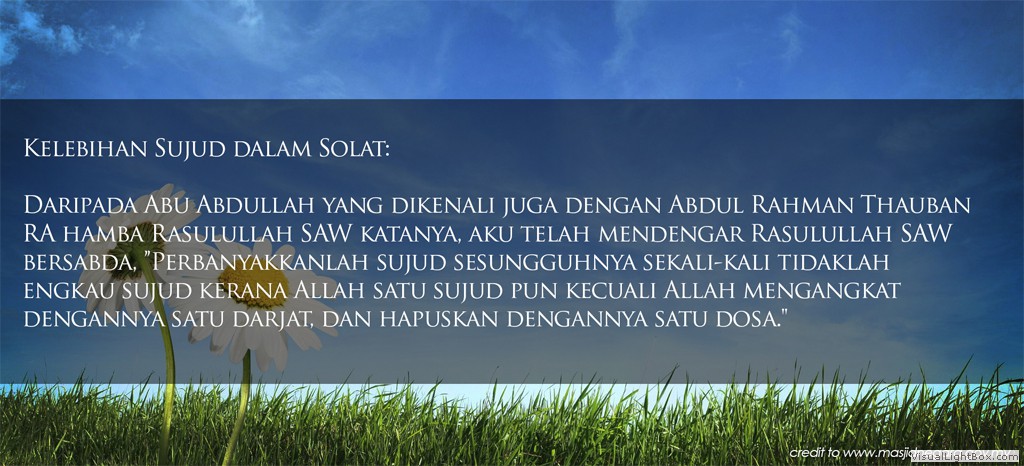 Kelebihan Sujud dalam Solat:
Daripada Abu Abdullah yang dikenali juga dengan Abdul Rahman Thauban
RA hamba Rasulullah SAW katanya, aku telah mendengar Rasulullah SAW
bersabda, "Perbanyakkanlah sujud sesungguhnya sekali-kali tidaklah
engkau sujud kerana Allah satu sujud pun kecuali Allah mengangkat
dengannya satu darjat, dan hapuskan dengannya satu dosa."
credit to
VisualLightBox.com